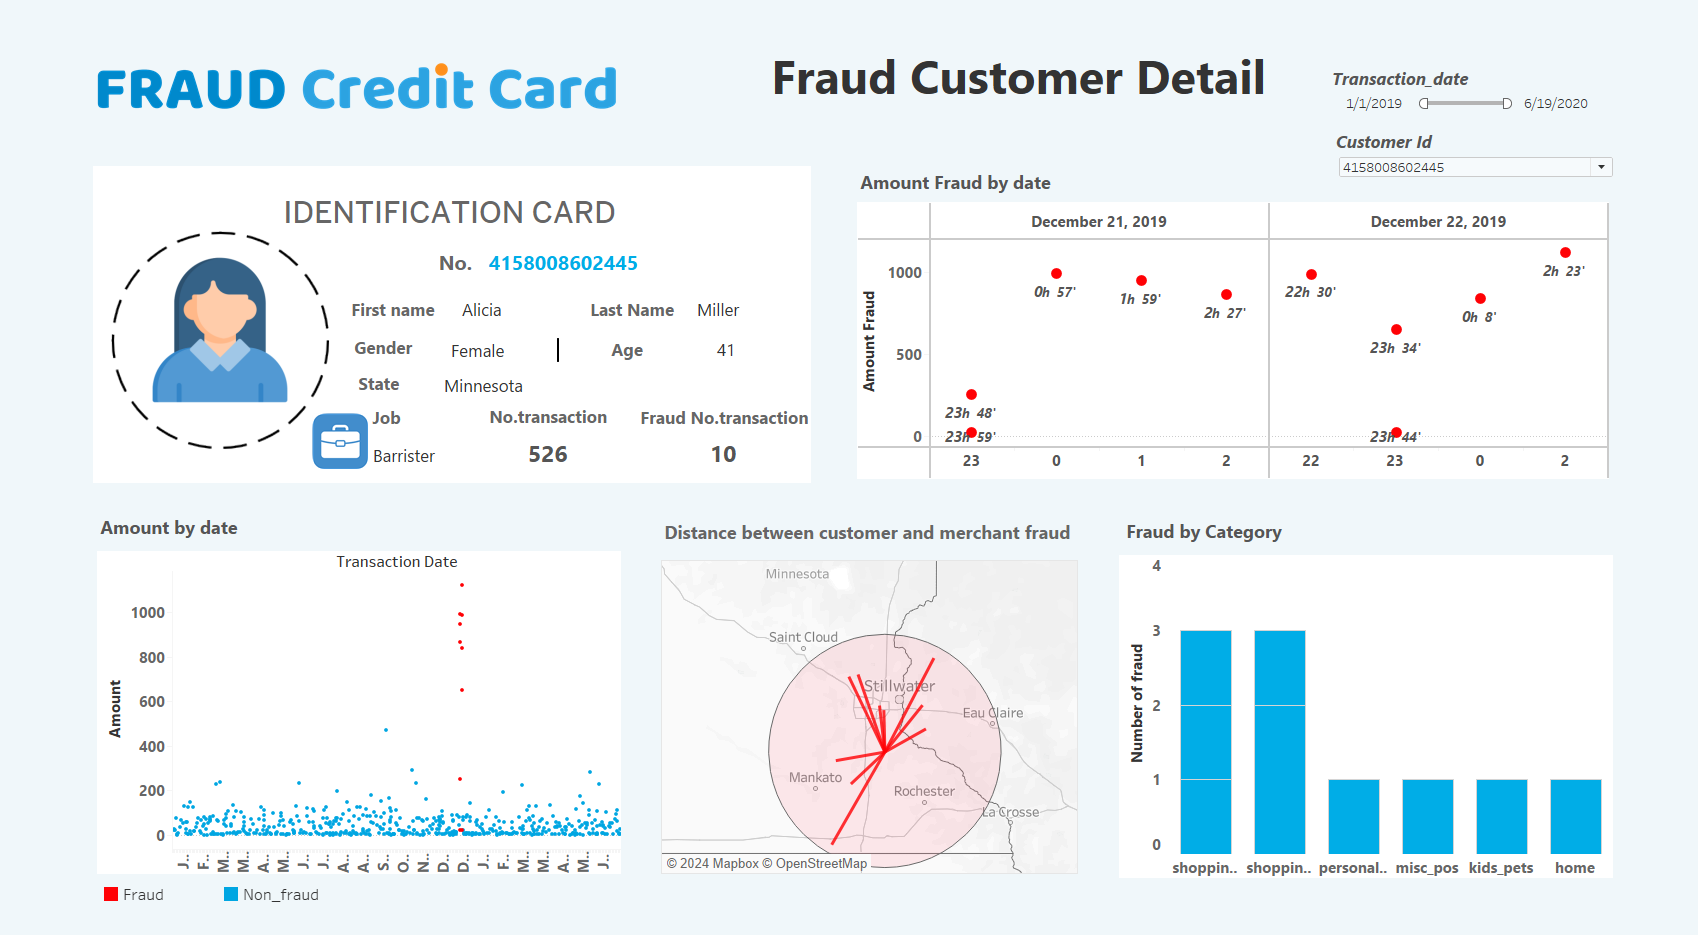 FRAUD Credit Card
Fraud Customer Detail
Transaction_date
1/1/2019 6/19/2020
Customer Id
4158008602445
IDENTIFICATION CARD
No. 4158008602445
First name Alicia Last Name Miller
Gender Female Age 41
State Minnesota
Job No.transaction Fraud No.transaction
Barrister 526 10
Amount Fraud by date
December 21, 2019 December 22, 2019
Amount Fraud
1000
500
0
0h 57'
1h 59'
2h 27'
23h 48'
23h 59'
22h 30'
2h 23'
0h 8'
23h 34'
23h 44'
23 0 1 2 22 23 0 2
Amount by date
Transaction Date
Amount
1000
800
600
400
200
0
J.. F.. M.. M.. A.. M.. J.. J.. A.. A.. S.. O.. N.. D.. D.. J.. F.. M.. M.. A.. M.. J..
Fraud Non_fraud
Distance between customer and merchant fraud
Minnesota
Saint Cloud
Stillwater
Eau Claire
Mankato
Rochester
La Crosse
© 2024 Mapbox © OpenStreetMap
Fraud by Category
Number of fraud
4
3
2
1
0
shoppin.. shoppin.. personal.. misc_pos kids_pets home